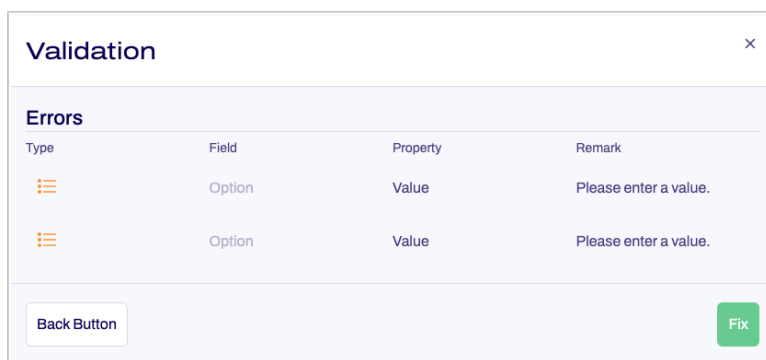 Validation
×
Errors
Type Field Property Remark
Option Value Please enter a value.
Option Value Please enter a value.
Back Button Fix